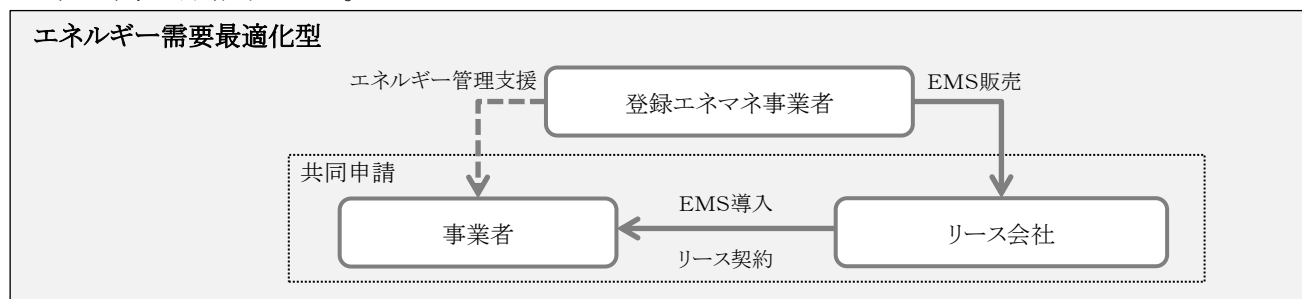 エネルギー需要最適化型
エネルギー管理支援
登録エネマネ事業者
EMS販売
共同申請
事業者
EMS導入
リース契約
リース会社